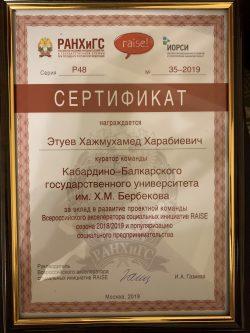 РАНХиГС
raise!
ИОРСИ
Серия Р48 № 35-2019
СЕРТИФИКАТ
награждается
Этуев Хажмухамед Харабиевич
куратор команды
Кабардино-Балкарского
государственного университета
им. Х.М. Бербекова
за вклад в развитие проектной команды
Всероссийского акселератора социальных инициатив RAISE
сезона 2018/2019 и популяризацию
социального предпринимательства
Руководитель
Всероссийского акселератора
социальных инициатив RAISE
И.А. Газиева
Москва, 2019